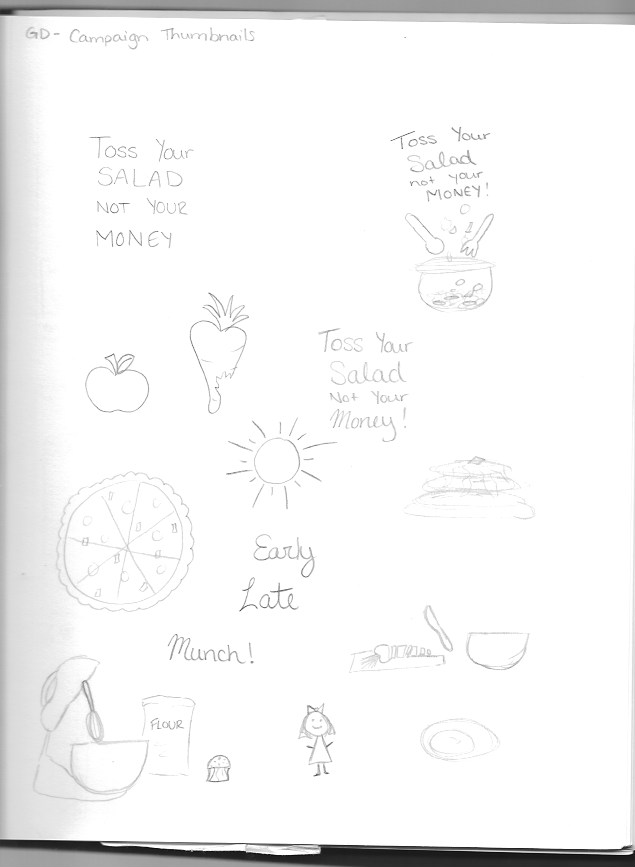 GD- Campaign Thumbnails
Toss Your
SALAD
NOT YOUR
MONEY
Toss Your
Salad
not your
MONEY!
Toss Your
Salad
Not Your
Money!
Early
Late
Munch!
FLOUR